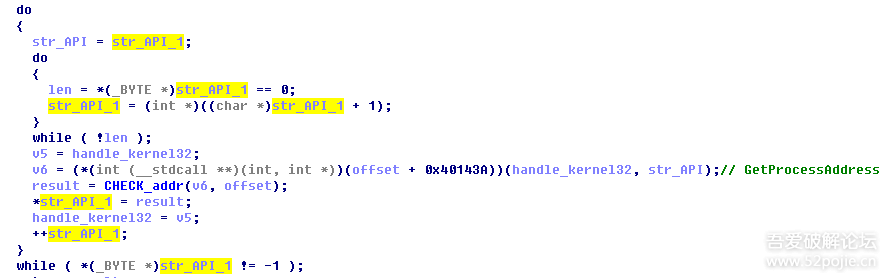 do
{
str_API = str_API_1;
do
{
len = *(_BYTE *)str_API_1 == 0;
str_API_1 = (int *)((char *)str_API_1 + 1);
}
while ( !len );
v5 = handle_kernel32;
v6 = (*(int (__stdcall **)(int, int *))(offset + 0x40143A))(handle_kernel32, str_API);// GetProcessAddress
result = CHECK_addr(v6, offset);
*str_API_1 = result;
handle_kernel32 = v5;
++str_API_1;
}
while ( *(_BYTE *)str_API_1 != -1 );
吾爱破解论坛
www.52pojie.cn